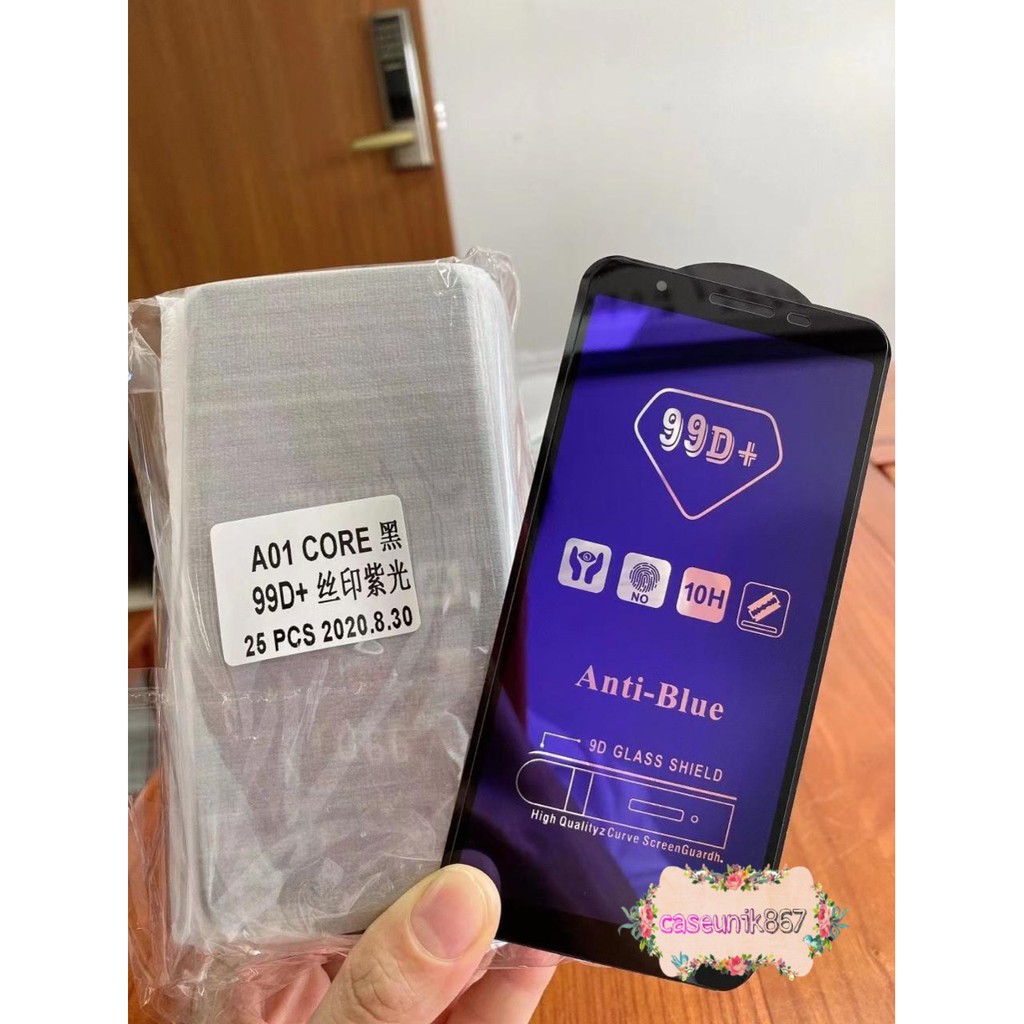 A01 CORE 黑
99D+ 丝印紫光
25 PCS 2020.8.30
99D+
NO
10H
Anti-Blue
9D GLASS SHIELD
High Quality z Curve ScreenGuardh.
caseunik867